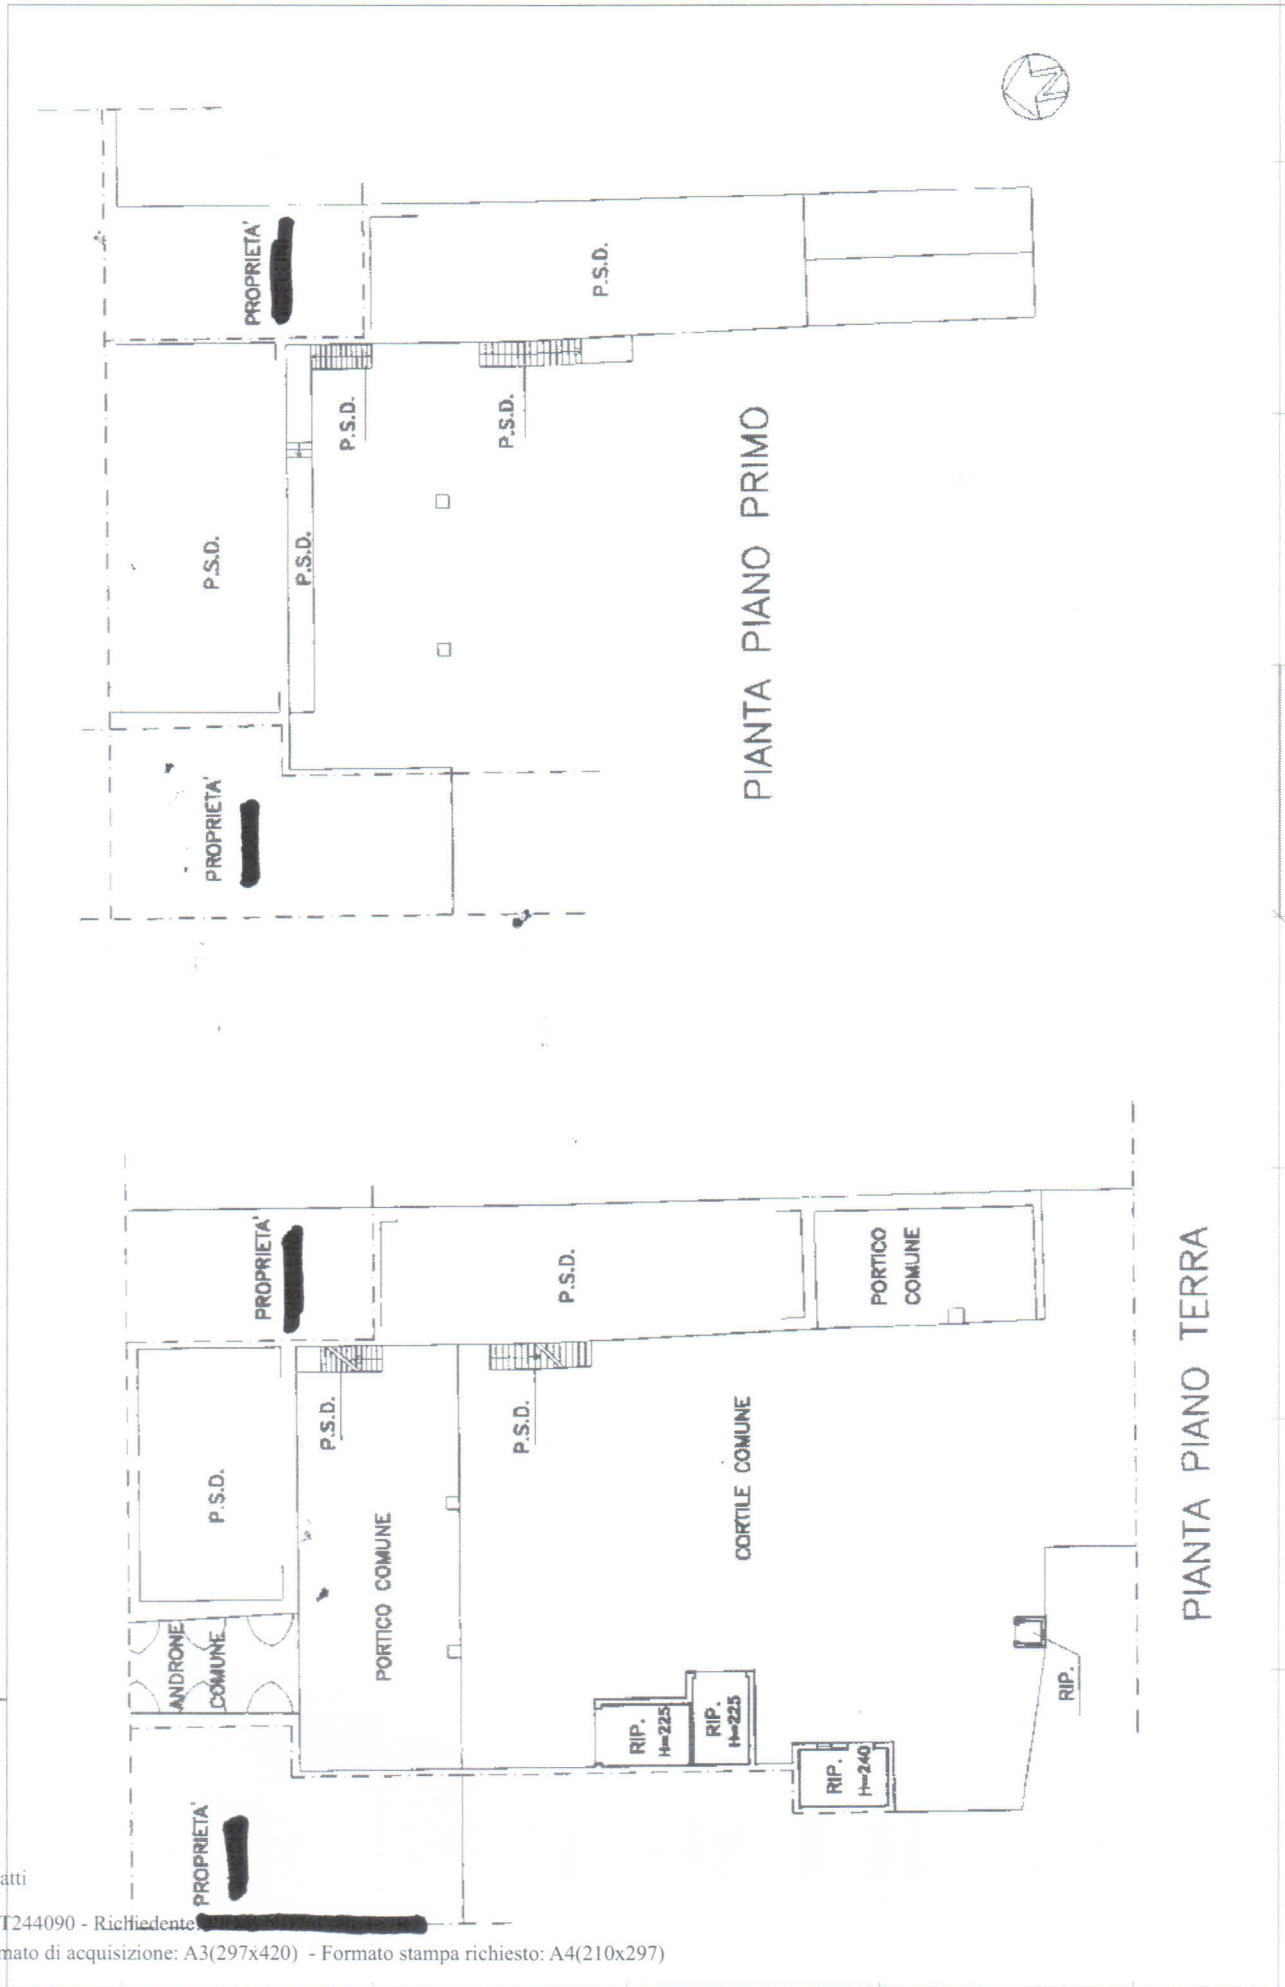 PROPRIETA'
P.S.D.
P.S.D.
P.S.D.
P.S.D.
P.S.D.
PROPRIETA'
PIANTA PIANO PRIMO
N
PROPRIETA'
P.S.D.
PORTICO
COMUNE
P.S.D.
P.S.D.
P.S.D.
ANDRONE
COMUNE
PORTICO COMUNE
CORTILE COMUNE
RIP.
H=225
RIP.
H=225
RIP.
H=240
RIP.
PROPRIETA'
PIANTA PIANO TERRA
atti
T244090 - Richiedente
mato di acquisizione: A3(297x420) - Formato stampa richiesto: A4(210x297)